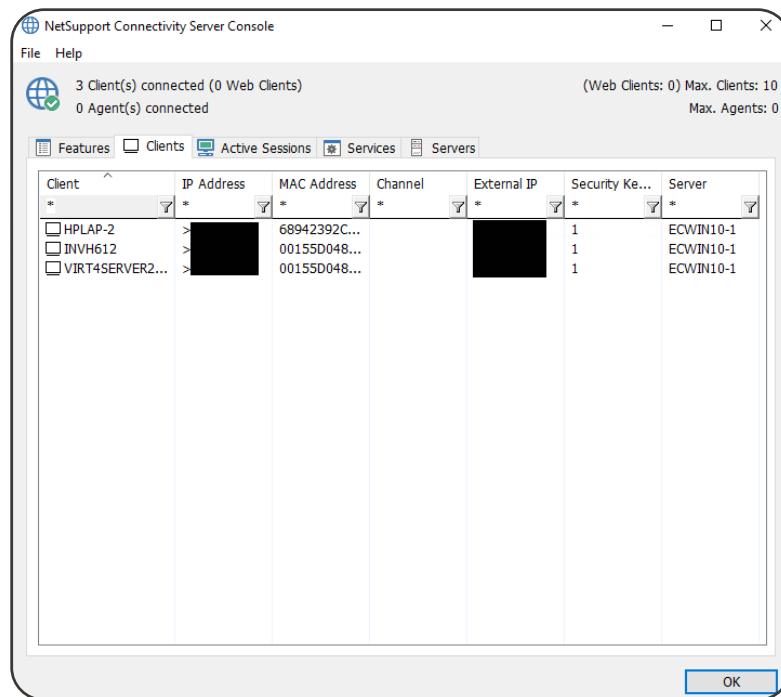 NetSupport Connectivity Server Console
File Help
3 Client(s) connected (0 Web Clients) (Web Clients: 0) Max. Clients: 10
0 Agent(s) connected Max. Agents: 0
Features Clients Active Sessions Services Servers
Client IP Address MAC Address Channel External IP Security Ke... Server
* * * * * * *
HPLAP-2 > 68942392C... 1 ECWIN10-1
INVH612 > 00155D048... 1 ECWIN10-1
VIRT4SERVER2... > 00155D048... 1 ECWIN10-1
OK